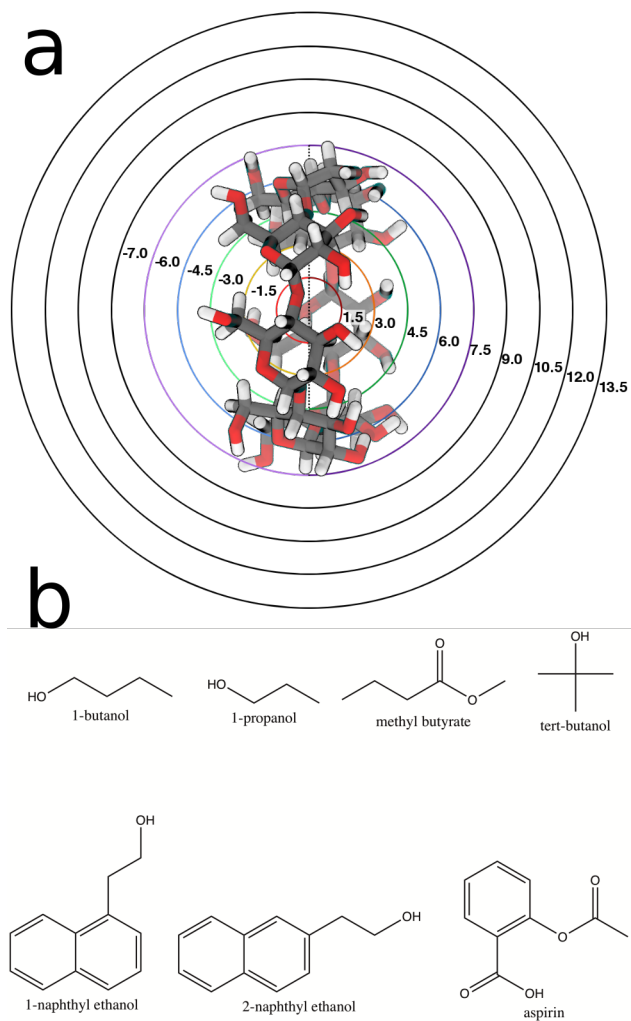 a
-7.0
-6.0
-4.5
-3.0
-1.5
1.5
3.0
4.5
6.0
7.5
9.0
10.5
12.0
13.5
b
HO
1-butanol
HO
1-propanol
O
O
methyl butyrate
OH
tert-butanol
OH
1-naphthyl ethanol
OH
2-naphthyl ethanol
O
O
O
OH
aspirin